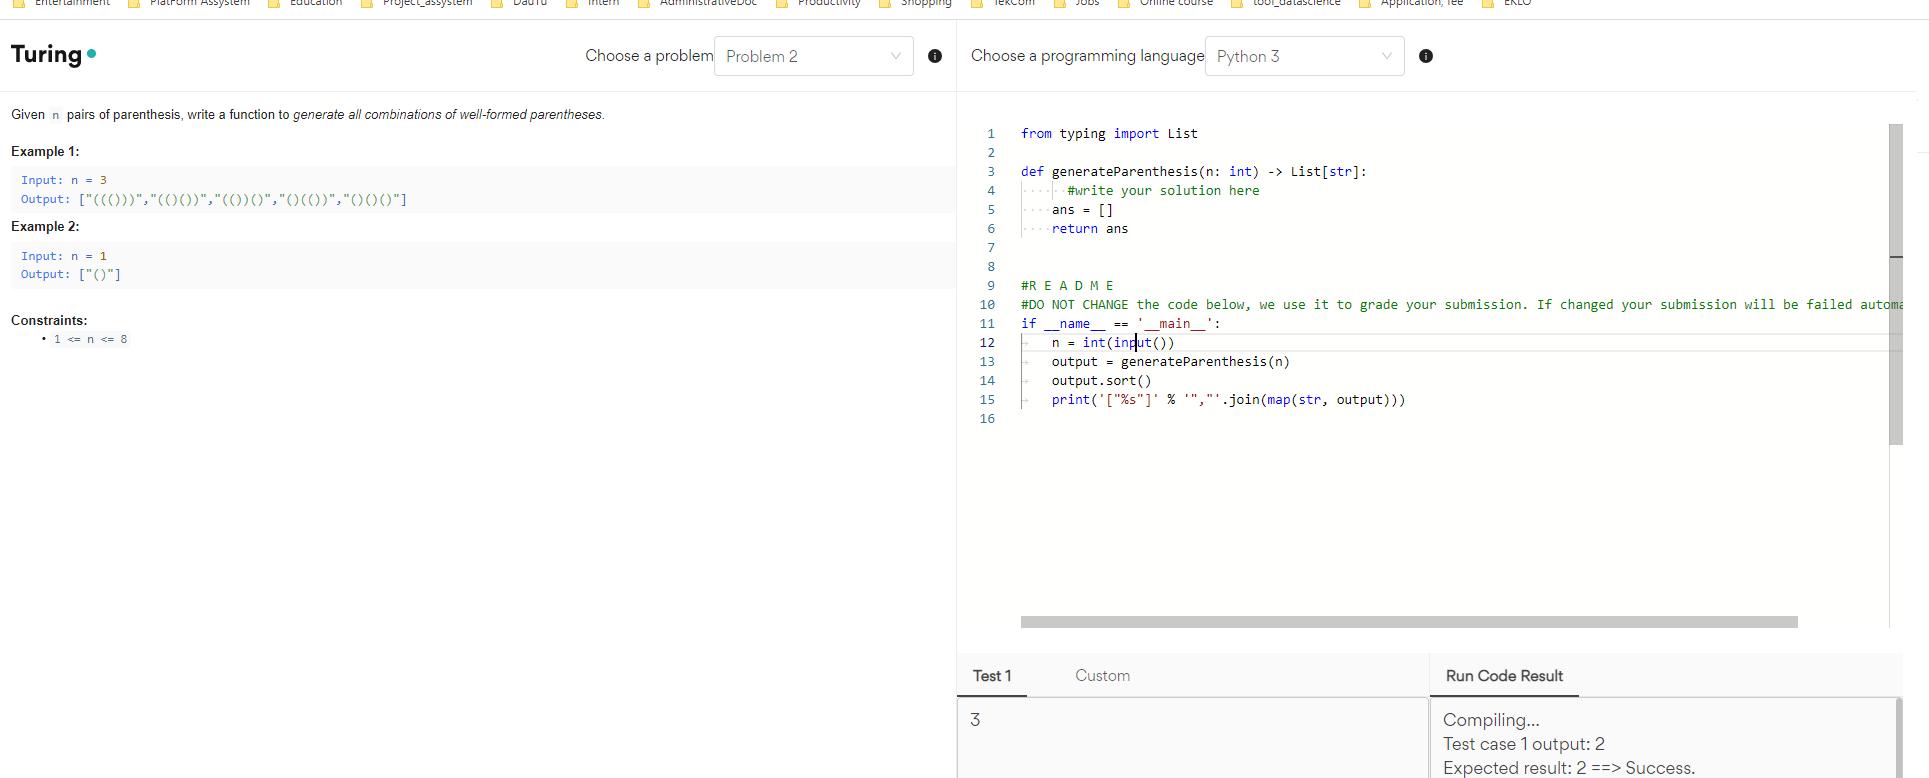 Entertainment PlatForm Assystem Education Project_assystem DauTu Intern AdministrativeDoc Productivity Shopping TekCom Jobs Online course tool_datascience Application, fee EKLO
Turing
Choose a problem Problem 2
Choose a programming language Python 3
Given n pairs of parenthesis, write a function to generate all combinations of well-formed parentheses.
Example 1:
Input: n = 3
Output: ["((()))","(()())","(())()","()(())","()()()"]
Example 2:
Input: n = 1
Output: ["()"]
Constraints:
• 1 <= n <= 8
1 from typing import List
2
3 def generateParenthesis(n: int) -> List[str]:
4 #write your solution here
5 ans = []
6 return ans
7
8
9 #R E A D M E
10 #DO NOT CHANGE the code below, we use it to grade your submission. If changed your submission will be failed automa
11 if __name__ == '__main__':
12 n = int(input())
13 output = generateParenthesis(n)
14 output.sort()
15 print('["%s"]' % '","'.join(map(str, output)))
16
Test 1 Custom
3
Run Code Result
Compiling...
Test case 1 output: 2
Expected result: 2 ==> Success.